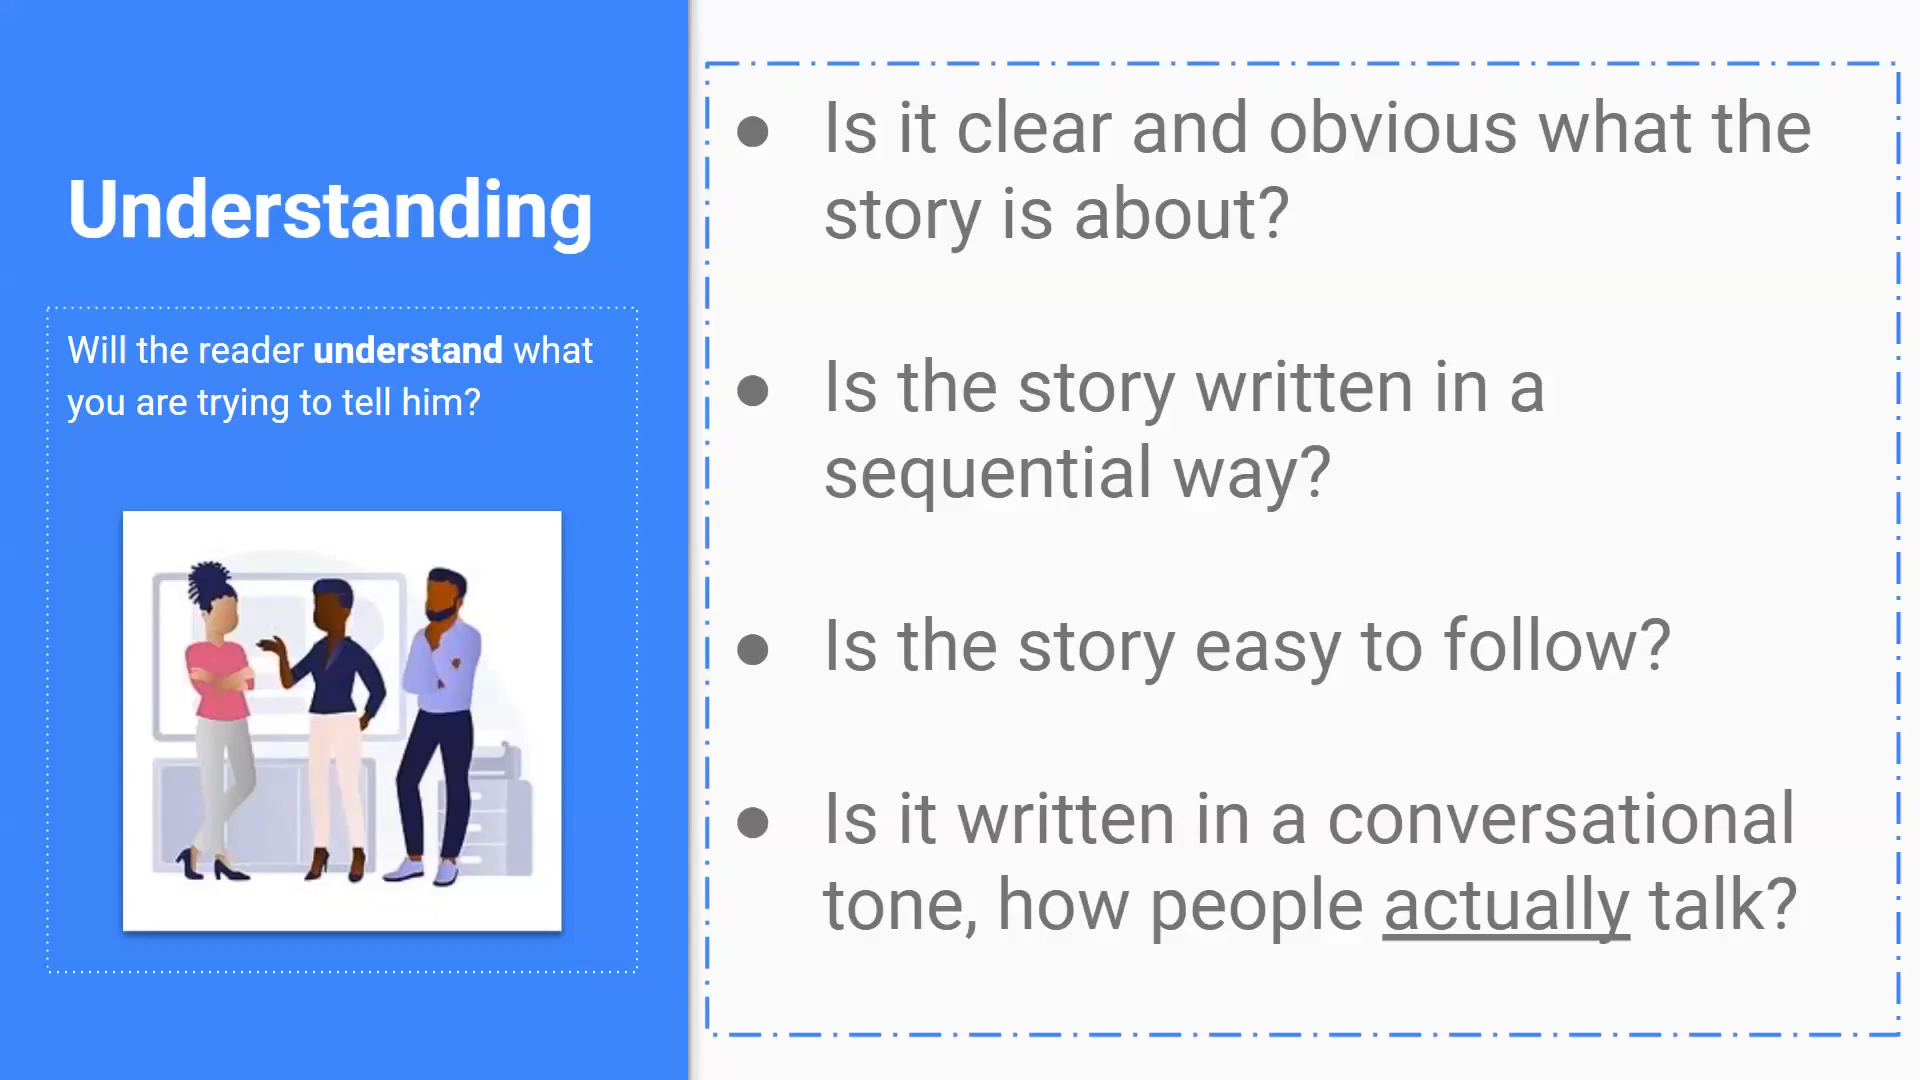 Understanding
Will the reader understand what
you are trying to tell him?
● Is it clear and obvious what the
story is about?
● Is the story written in a
sequential way?
● Is the story easy to follow?
● Is it written in a conversational
tone, how people actually talk?